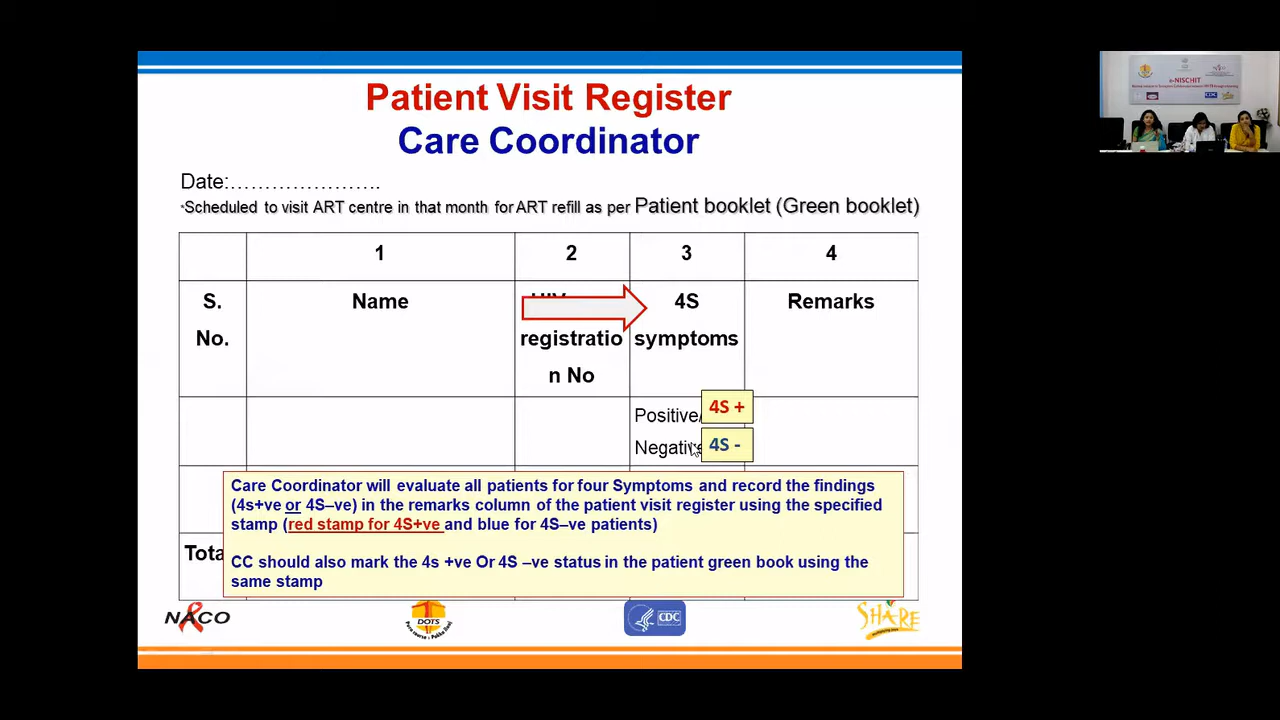 Patient Visit Register
Care Coordinator
Date:………………….
*Scheduled to visit ART centre in that month for ART refill as per Patient booklet (Green booklet)
1 2 3 4
S. Name 4S Remarks
No. registratio symptoms
n No
Positive/ 4S +
Negative 4S -
Care Coordinator will evaluate all patients for four Symptoms and record the findings
(4s+ve or 4S–ve) in the remarks column of the patient visit register using the specified
stamp (red stamp for 4S+ve and blue for 4S–ve patients)
CC should also mark the 4s +ve Or 4S –ve status in the patient green book using the
same stamp
Tota
NACO DOTS CDC SHARE
e-NISCHIT
CDC